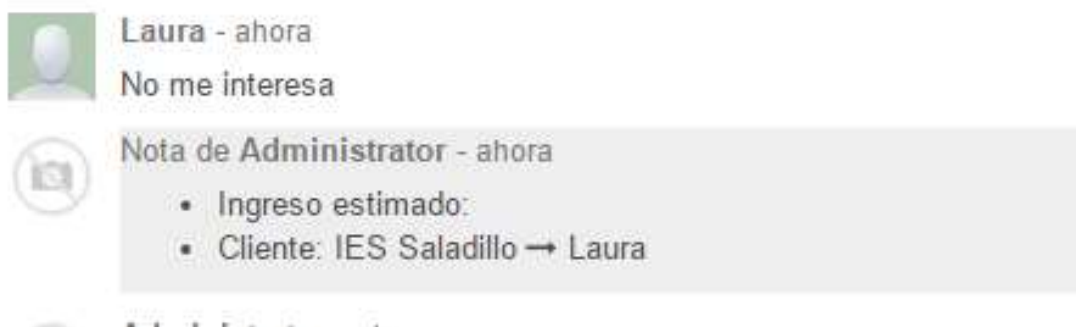 Laura - ahora
No me interesa
Nota de Administrator - ahora
• Ingreso estimado:
• Cliente: IES Saladillo → Laura